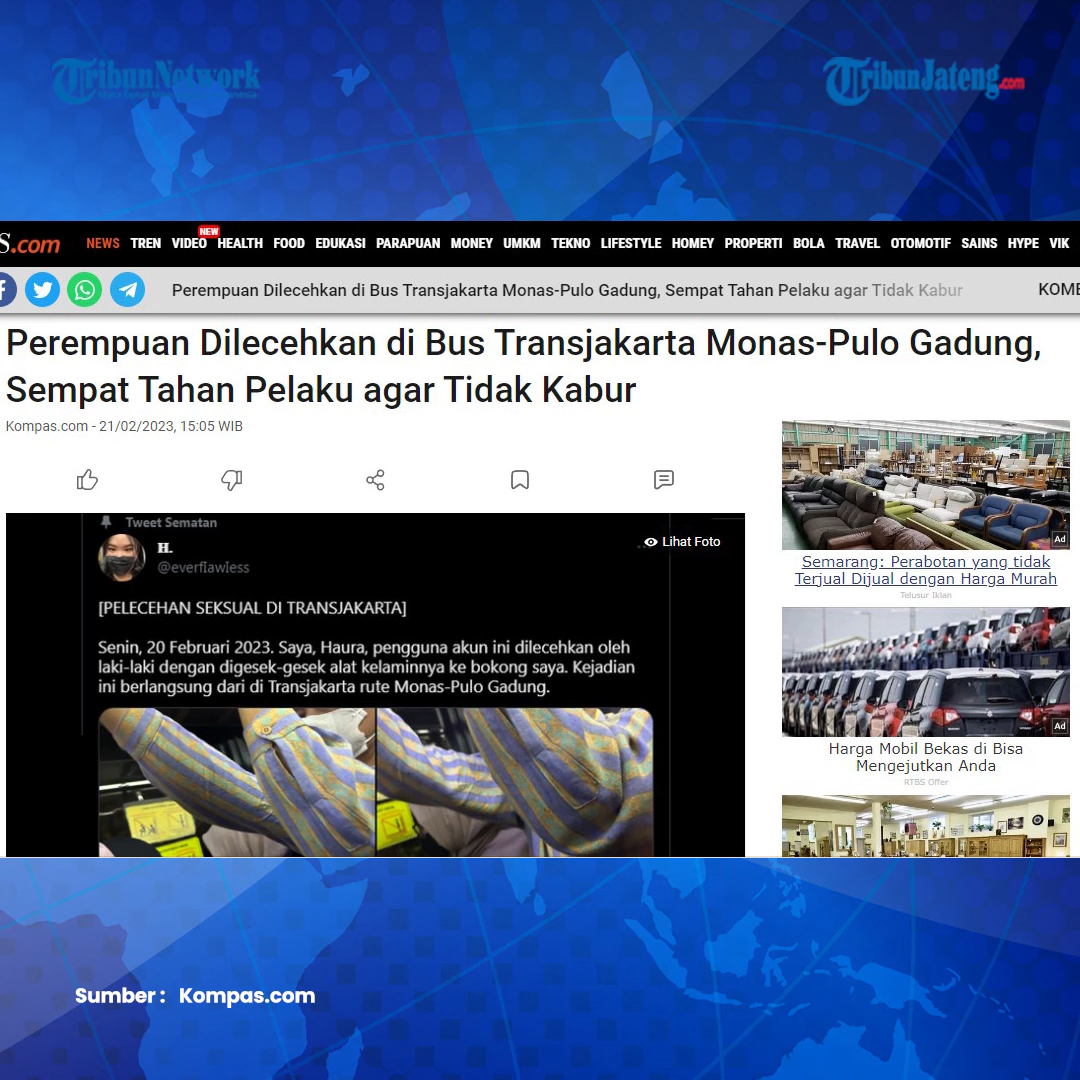 TribunNetwork
TribunJateng.com
S.com NEWS TREN VIDEO NEW HEALTH FOOD EDUKASI PARAPUAN MONEY UMKM TEKNO LIFESTYLE HOMEY PROPERTI BOLA TRAVEL OTOMOTIF SAINS HYPE VIK
Perempuan Dilecehkan di Bus Transjakarta Monas-Pulo Gadung, Sempat Tahan Pelaku agar Tidak Kabur
Perempuan Dilecehkan di Bus Transjakarta Monas-Pulo Gadung,
Sempat Tahan Pelaku agar Tidak Kabur
Kompas.com - 21/02/2023, 15:05 WIB
Tweet Sematan
Lihat Foto
H.
@everflawless
[PELECEHAN SEKSUAL DI TRANSJAKARTA]
Senin, 20 Februari 2023. Saya, Haura, pengguna akun ini dilecehkan oleh
laki-laki dengan digesek-gesek alat kelaminnya ke bokong saya. Kejadian
ini berlangsung dari di Transjakarta rute Monas-Pulo Gadung.
Ad
Semarang: Perabotan yang tidak
Terjual Dijual dengan Harga Murah
Telusur Iklan
Ad
Harga Mobil Bekas di Bisa
Mengejutkan Anda
RTBS Offer
Sumber : Kompas.com